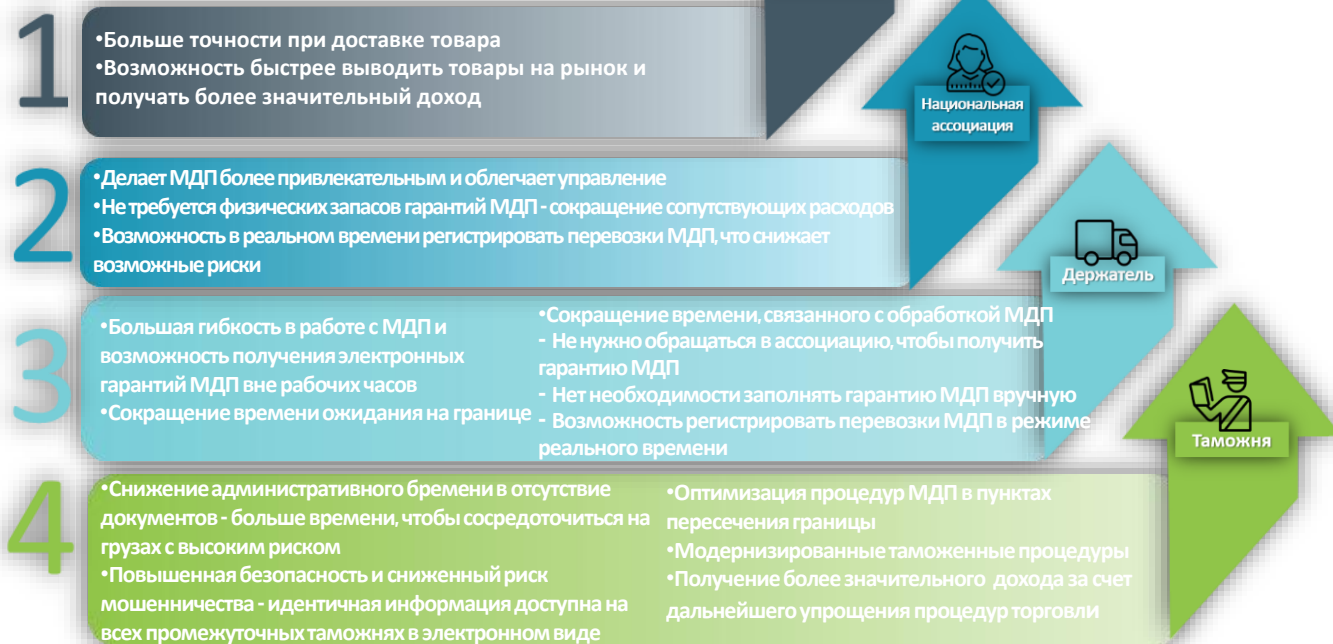 1
•Больше точности при доставке товара
•Возможность быстрее выводить товары на рынок и
получать более значительный доход
Национальная
ассоциация
2
•Делает МДП более привлекательным и облегчает управление
•Не требуется физических запасов гарантий МДП - сокращение сопутствующих расходов
•Возможность в реальном времени регистрировать перевозки МДП, что снижает
возможные риски
Держатель
3
•Большая гибкость в работе с МДП и
возможность получения электронных
гарантий МДП вне рабочих часов
•Сокращение времени ожидания на границе
•Сокращение времени, связанного с обработкой МДП
- Не нужно обращаться в ассоциацию, чтобы получить
гарантию МДП
- Нет необходимости заполнять гарантию МДП вручную
- Возможность регистрировать перевозки МДП в режиме
реального времени
Таможня
4
•Снижение административного бремени в отсутствие
документов - больше времени, чтобы сосредоточиться на
грузах с высоким риском
•Повышенная безопасность и сниженный риск
мошенничества - идентичная информация доступна на
всех промежуточных таможнях в электронном виде
•Оптимизация процедур МДП в пунктах
пересечения границы
•Модернизированные таможенные процедуры
•Получение более значительного дохода за счет
дальнейшего упрощения процедур торговли